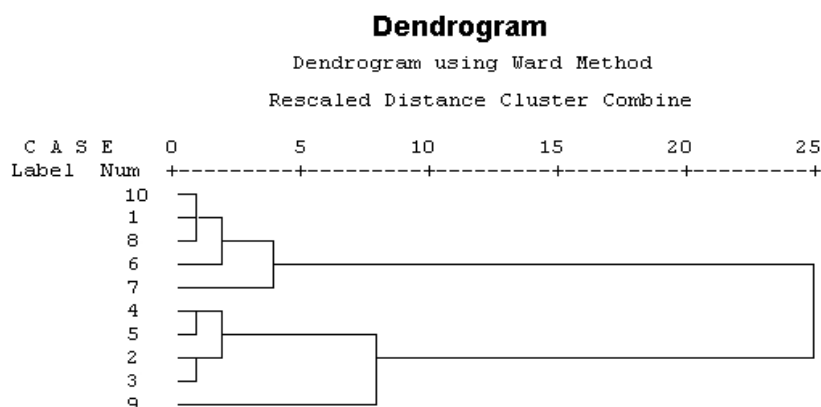 Dendrogram
Dendrogram using Ward Method
Rescaled Distance Cluster Combine
C A S E 0 5 10 15 20 25
Label Num +---------+---------+---------+---------+---------+
10
1
8
6
7
4
5
2
3
9